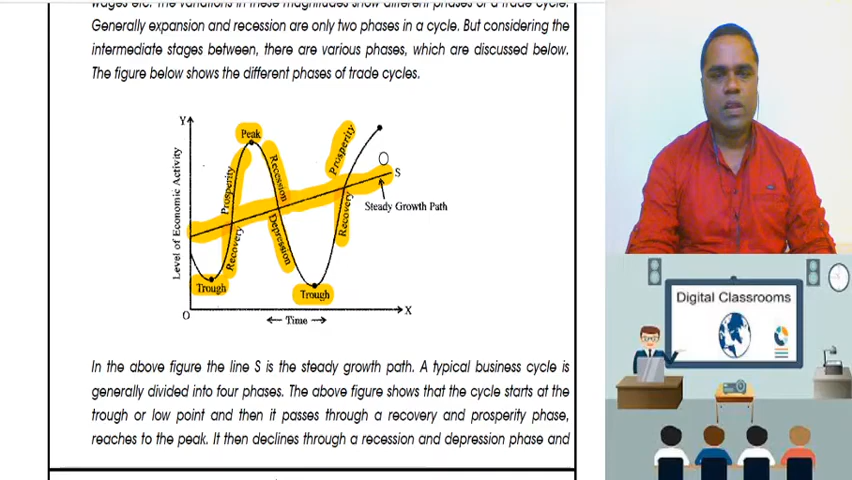 wages etc. The variations in these magnitudes show different phases of a trade cycle.
Generally expansion and recession are only two phases in a cycle. But considering the
intermediate stages between, there are various phases, which are discussed below.
The figure below shows the different phases of trade cycles.
Y
Peak
Prosperity
Recession
Prosperity
O
S
Level of Economic Activity
Steady Growth Path
Recovery
Depression
Recovery
Trough
Trough
O
X
Time
In the above figure the line S is the steady growth path. A typical business cycle is
generally divided into four phases. The above figure shows that the cycle starts at the
trough or low point and then it passes through a recovery and prosperity phase,
reaches to the peak. It then declines through a recession and depression phase and
Digital Classrooms